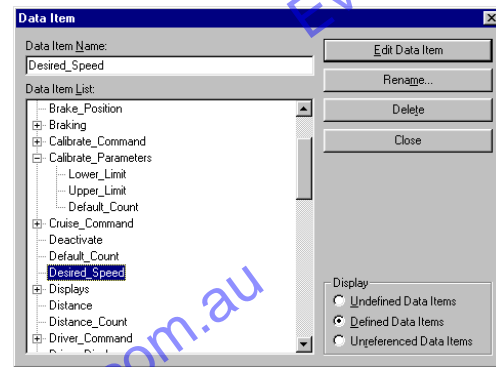 Data Item
Data Item Name:
Desired_Speed
Data Item List:
Brake_Position
Braking
Calibrate_Command
Calibrate_Parameters
Lower_Limit
Upper_Limit
Default_Count
Cruise_Command
Deactivate
Default_Count
Desired_Speed
Displays
Distance
Distance_Count
Driver_Command
Edit Data Item
Rename...
Delete
Close
Display
Undefined Data Items
Defined Data Items
Unreferenced Data Items
com.au